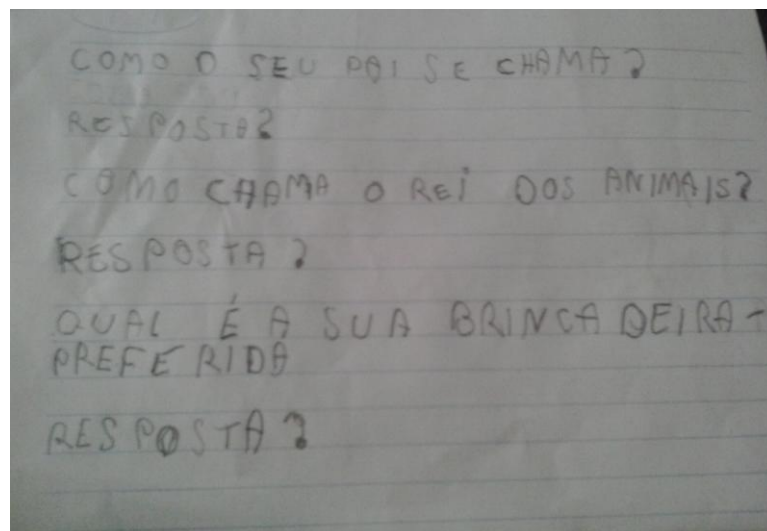 COMO O SEU PAI SE CHAMA?
RESPOSTA?
COMO CHAMA O REI DOS ANIMAIS?
RESPOSTA?
QUAL É A SUA BRINCADEIRA-
PREFERIDA
RESPOSTA?